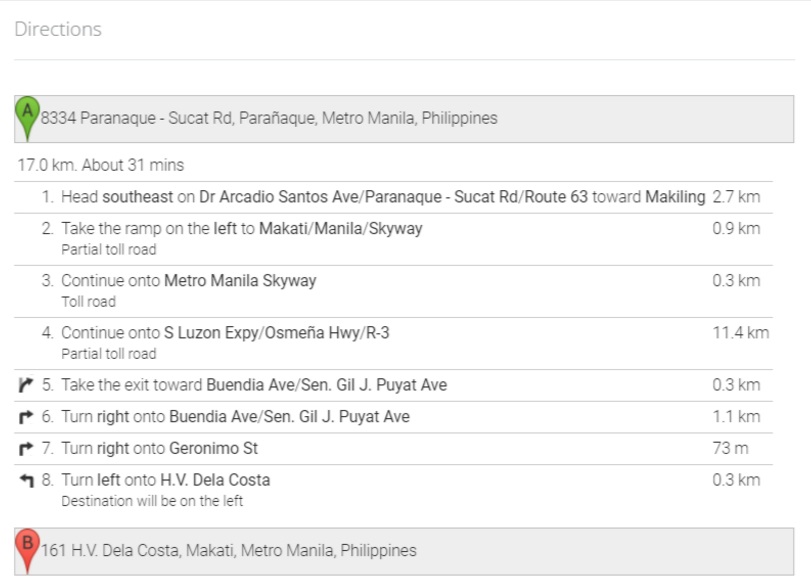 Directions
A
8334 Paranaque - Sucat Rd, Parañaque, Metro Manila, Philippines
17.0 km. About 31 mins
1. Head southeast on Dr Arcadio Santos Ave/Paranaque - Sucat Rd/Route 63 toward Makiling 2.7 km
2. Take the ramp on the left to Makati/Manila/Skyway 0.9 km
Partial toll road
3. Continue onto Metro Manila Skyway 0.3 km
Toll road
4. Continue onto S Luzon Expy/Osmeña Hwy/R-3 11.4 km
Partial toll road
5. Take the exit toward Buendia Ave/Sen. Gil J. Puyat Ave 0.3 km
6. Turn right onto Buendia Ave/Sen. Gil J. Puyat Ave 1.1 km
7. Turn right onto Geronimo St 73 m
8. Turn left onto H.V. Dela Costa 0.3 km
Destination will be on the left
B
161 H.V. Dela Costa, Makati, Metro Manila, Philippines